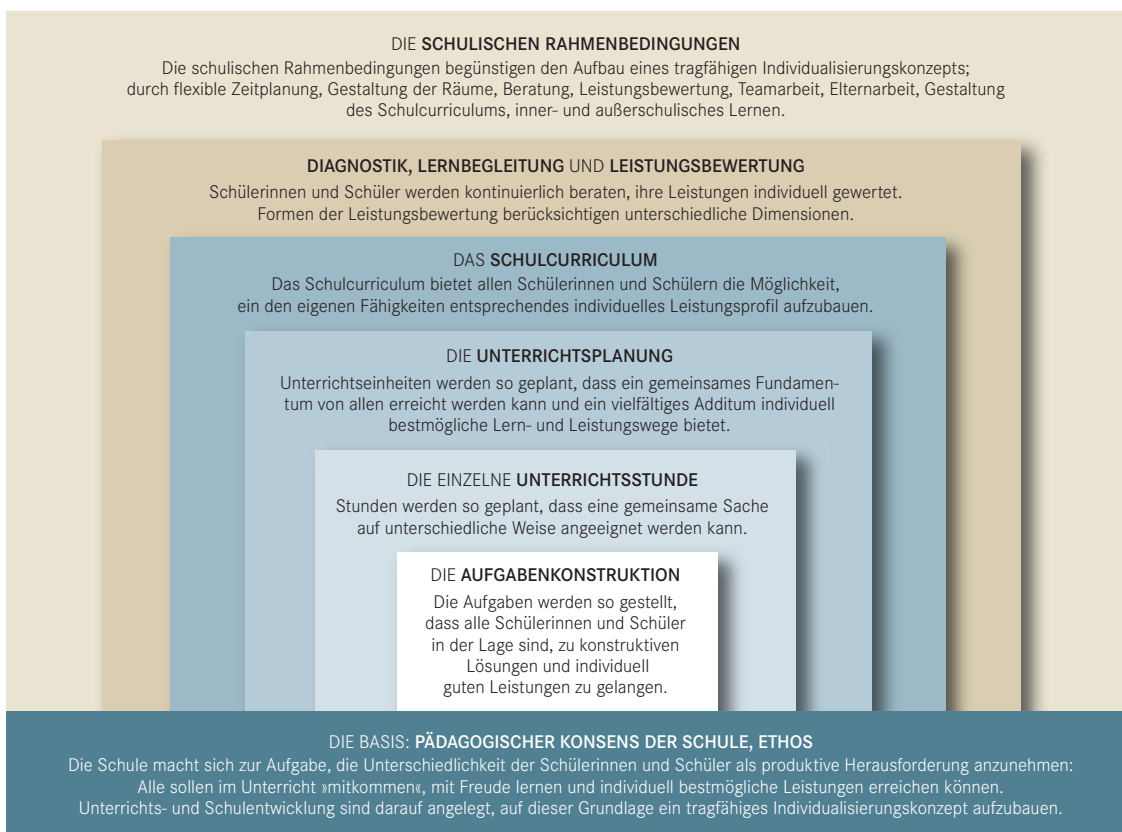 DIE SCHULISCHEN RAHMENBEDINGUNGEN
Die schulischen Rahmenbedingungen begünstigen den Aufbau eines tragfähigen Individualisierungskonzepts;
durch flexible Zeitplanung, Gestaltung der Räume, Beratung, Leistungsbewertung, Teamarbeit, Elternarbeit, Gestaltung
des Schulcurriculums, inner- und außerschulisches Lernen.
DIAGNOSTIK, LERNBEGLEITUNG UND LEISTUNGSBEWERTUNG
Schülerinnen und Schüler werden kontinuierlich beraten, ihre Leistungen individuell gewertet.
Formen der Leistungsbewertung berücksichtigen unterschiedliche Dimensionen.
DAS SCHULCURRICULUM
Das Schulcurriculum bietet allen Schülerinnen und Schülern die Möglichkeit,
ein den eigenen Fähigkeiten entsprechendes individuelles Leistungsprofil aufzubauen.
DIE UNTERRICHTSPLANUNG
Unterrichtseinheiten werden so geplant, dass ein gemeinsames Fundamen-
tum von allen erreicht werden kann und ein vielfältiges Additum individuell
bestmögliche Lern- und Leistungswege bietet.
DIE EINZELNE UNTERRICHTSSTUNDE
Stunden werden so geplant, dass eine gemeinsame Sache
auf unterschiedliche Weise angeeignet werden kann.
DIE AUFGABENKONSTRUKTION
Die Aufgaben werden so gestellt,
dass alle Schülerinnen und Schüler
in der Lage sind, zu konstruktiven
Lösungen und individuell
guten Leistungen zu gelangen.
DIE BASIS: PÄDAGOGISCHER KONSENS DER SCHULE, ETHOS
Die Schule macht sich zur Aufgabe, die Unterschiedlichkeit der Schülerinnen und Schüler als produktive Herausforderung anzunehmen:
Alle sollen im Unterricht »mitkommen«, mit Freude lernen und individuell bestmögliche Leistungen erreichen können.
Unterrichts- und Schulentwicklung sind darauf angelegt, auf dieser Grundlage ein tragfähiges Individualisierungskonzept aufzubauen.